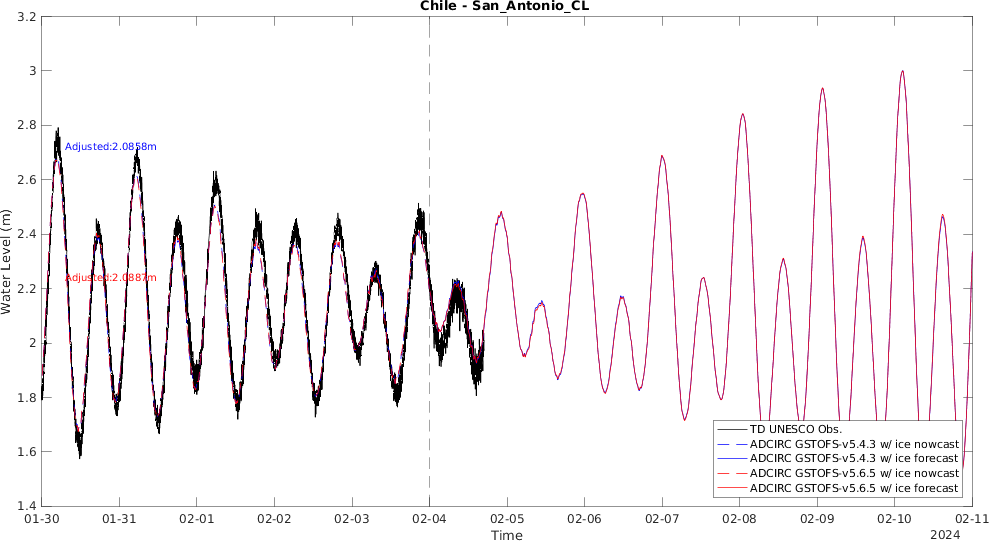 Chile - San_Antonio_CL
3.2
3
2.8
2.6
2.4
2.2
2
1.8
1.6
1.4
Water Level (m)
Adjusted:2.0858m
Adjusted:2.0887m
TD UNESCO Obs.
ADCIRC GSTOFS-v5.4.3 w/ ice nowcast
ADCIRC GSTOFS-v5.4.3 w/ ice forecast
ADCIRC GSTOFS-v5.6.5 w/ ice nowcast
ADCIRC GSTOFS-v5.6.5 w/ ice forecast
01-30 01-31 02-01 02-02 02-03 02-04 02-05 02-06 02-07 02-08 02-09 02-10 02-11
Time
2024